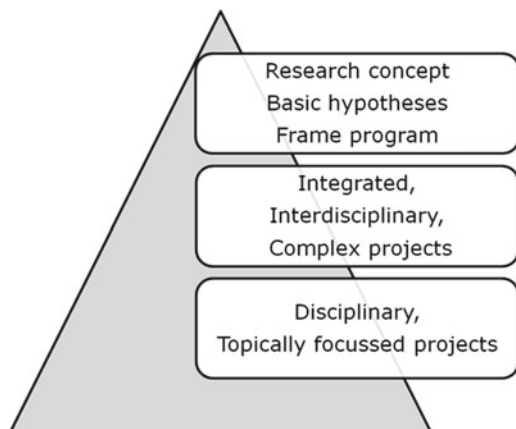 Research concept
Basic hypotheses
Frame program
Integrated,
Interdisciplinary,
Complex projects
Disciplinary,
Topically focussed projects